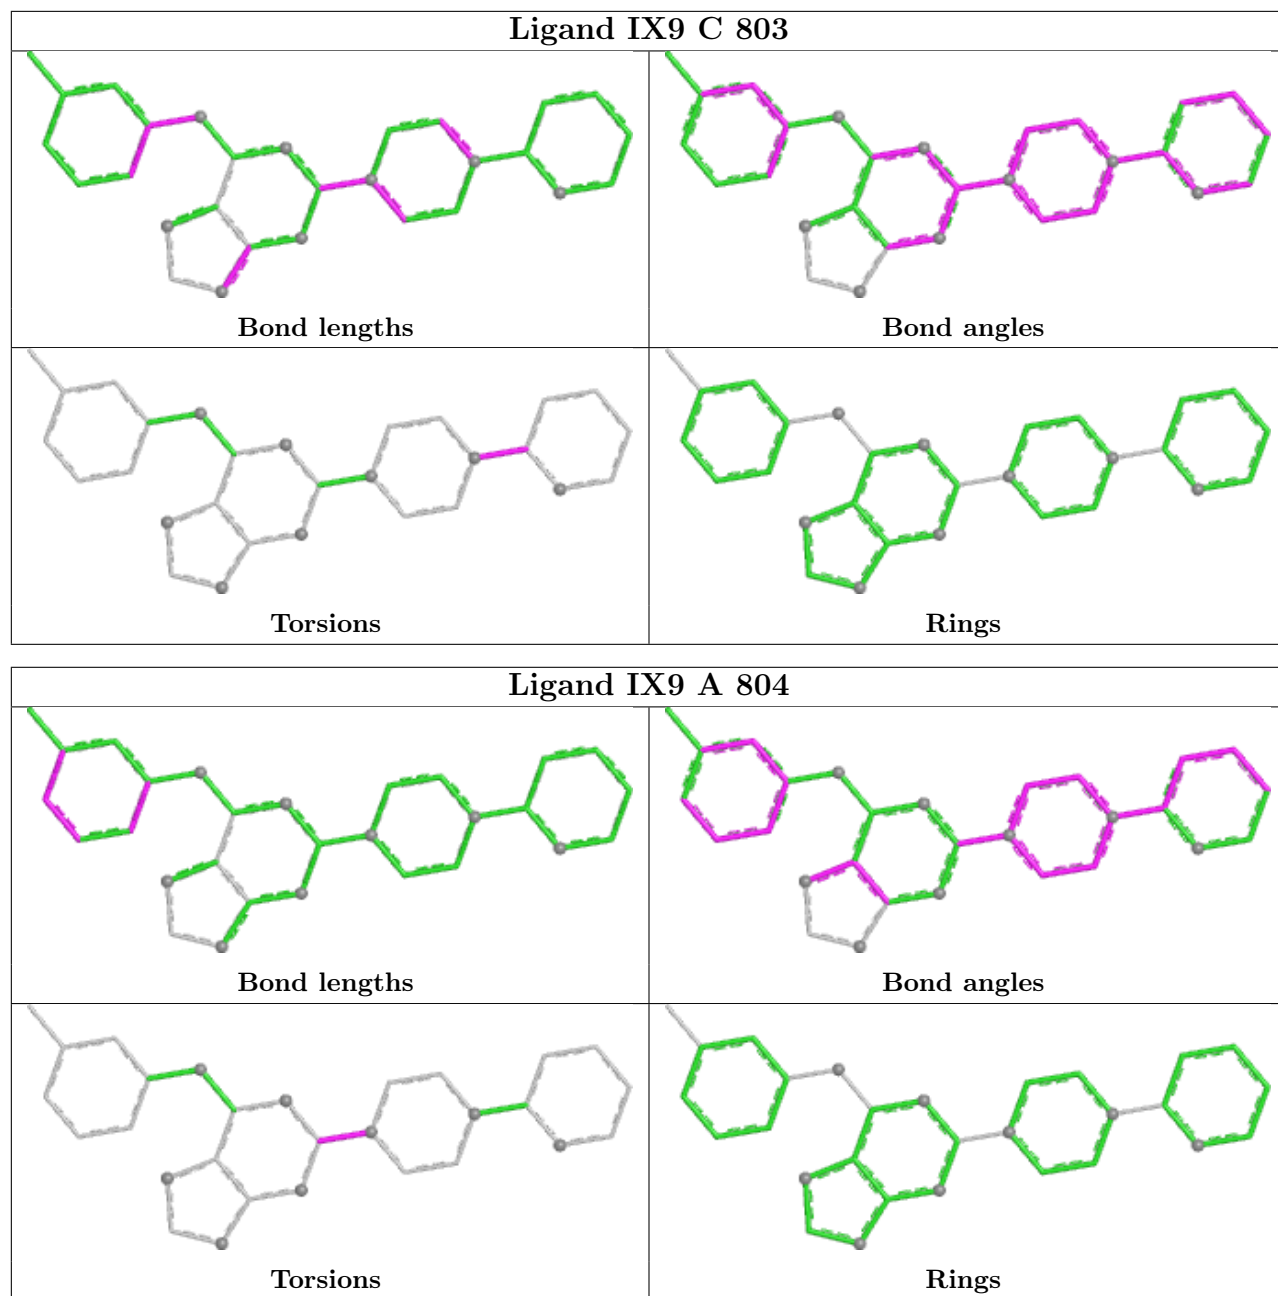 Ligand IX9 C 803
Bond lengths
Bond angles
Torsions
Rings
Ligand IX9 A 804
Bond lengths
Bond angles
Torsions
Rings